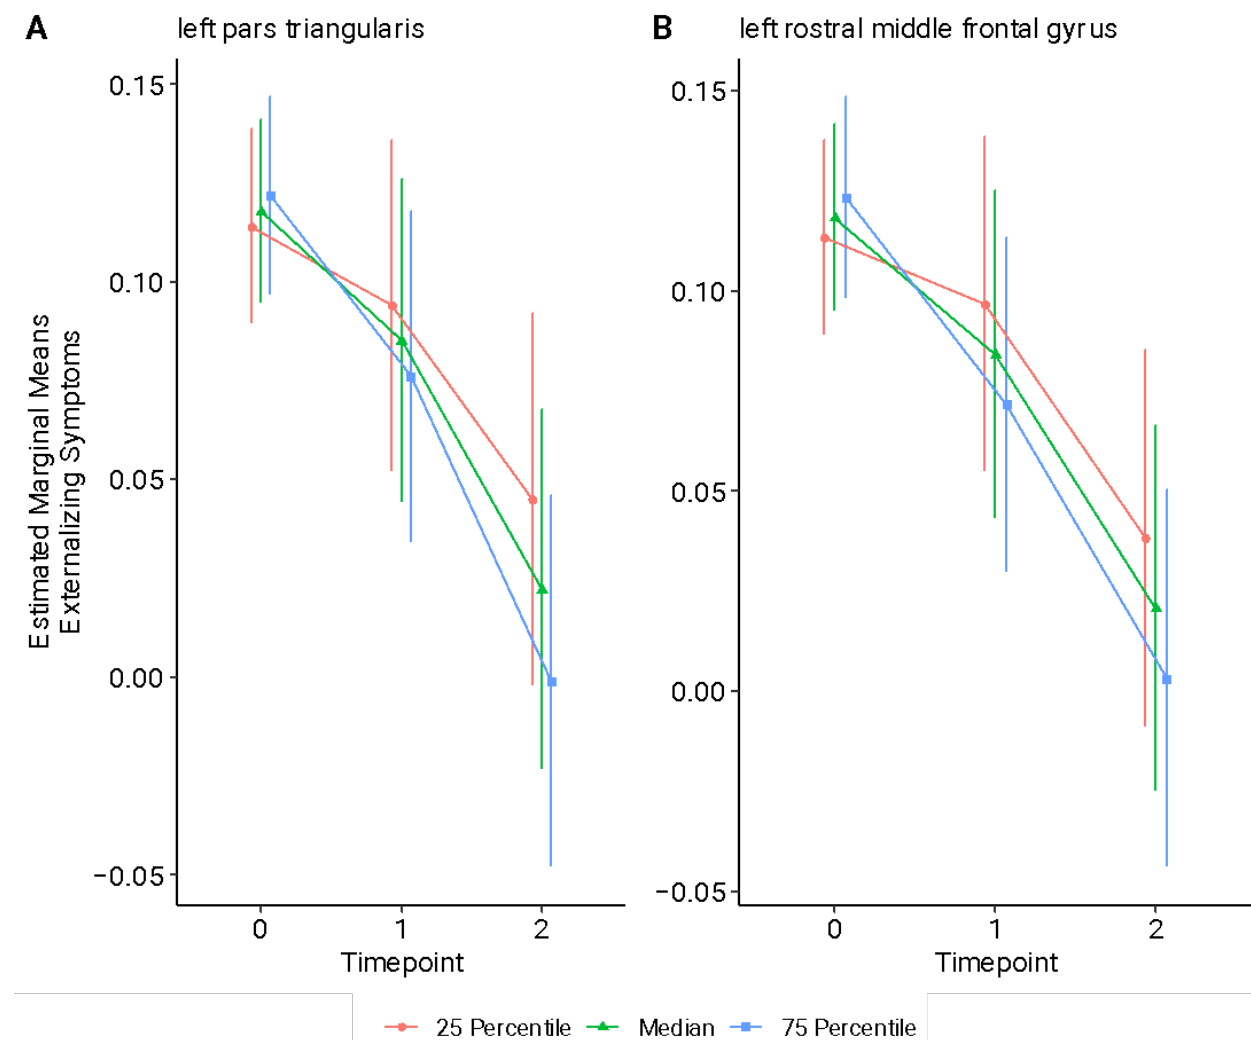 A left pars triangularis
B left rostral middle frontal gyrus
Estimated Marginal Means
Externalizing Symptoms
0.15
0.10
0.05
0.00
−0.05
0 1 2
Timepoint
0.15
0.10
0.05
0.00
−0.05
0 1 2
Timepoint
25 Percentile Median 75 Percentile